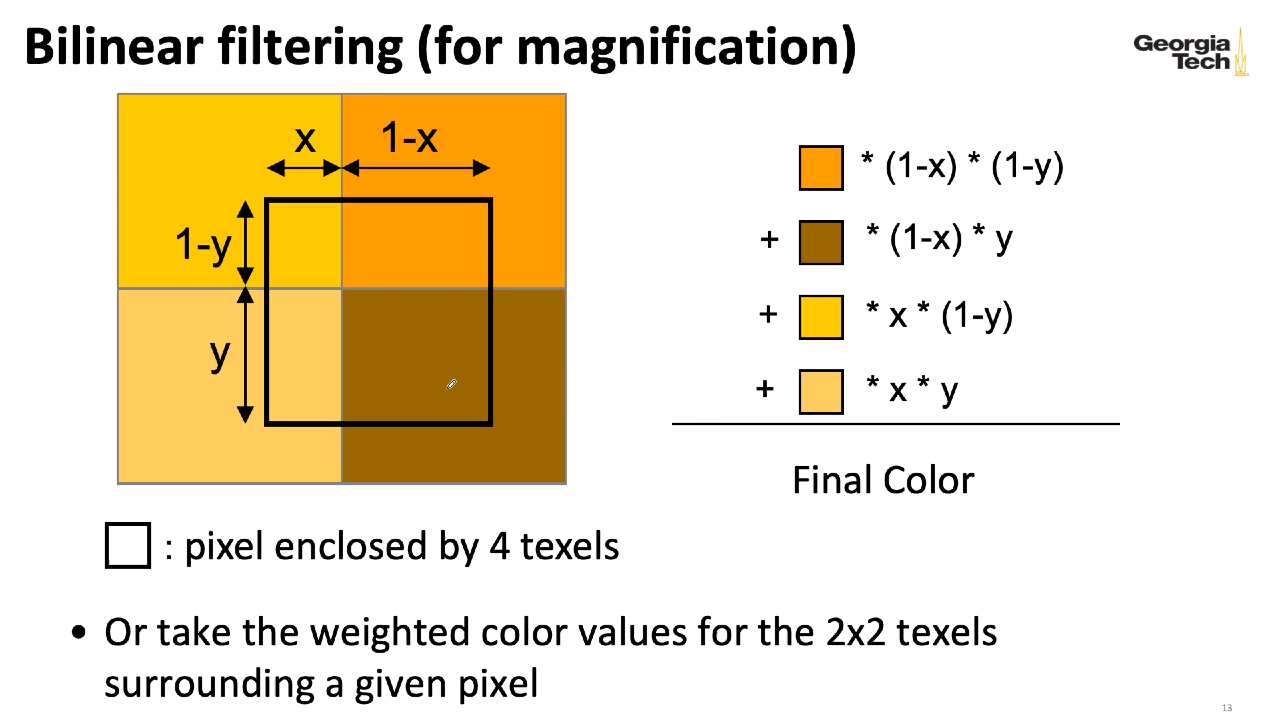 Bilinear filtering (for magnification)
Georgia
Tech
x
1-x
1-y
y
* (1-x) * (1-y)
+ * (1-x) * y
+ * x * (1-y)
+ * x * y
Final Color
: pixel enclosed by 4 texels
• Or take the weighted color values for the 2x2 texels
surrounding a given pixel
13